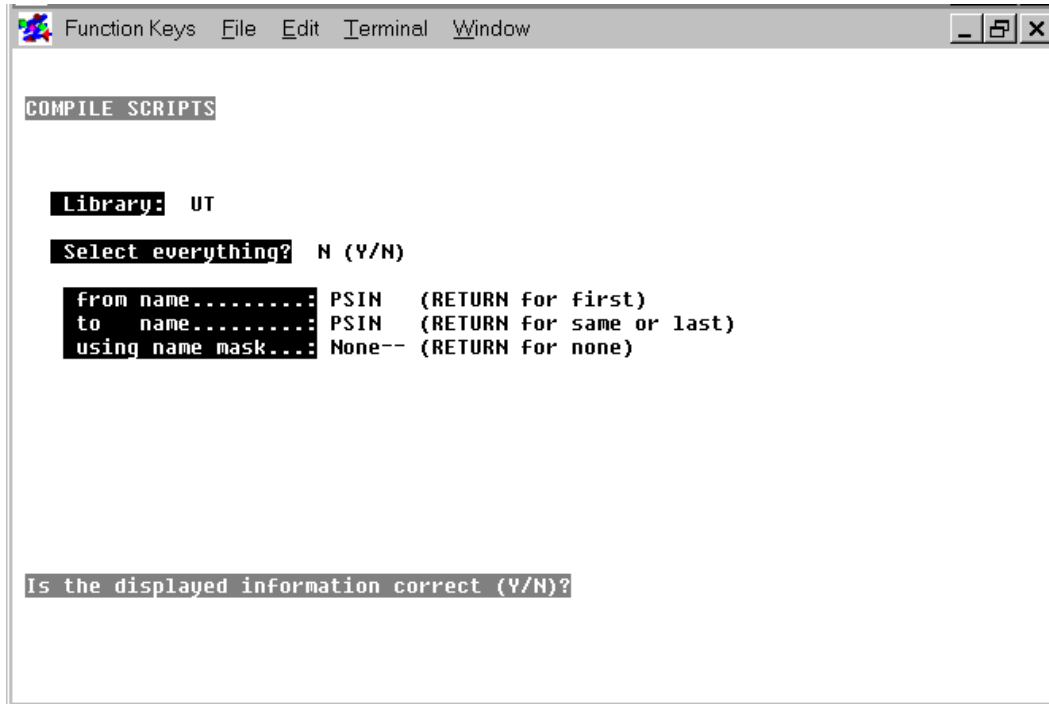 Function Keys File Edit Terminal Window
COMPILE SCRIPTS
Library: UT
Select everything? N (Y/N)
from name.........: PSIN (RETURN for first)
to name.........: PSIN (RETURN for same or last)
using name mask...: None-- (RETURN for none)
Is the displayed information correct (Y/N)?